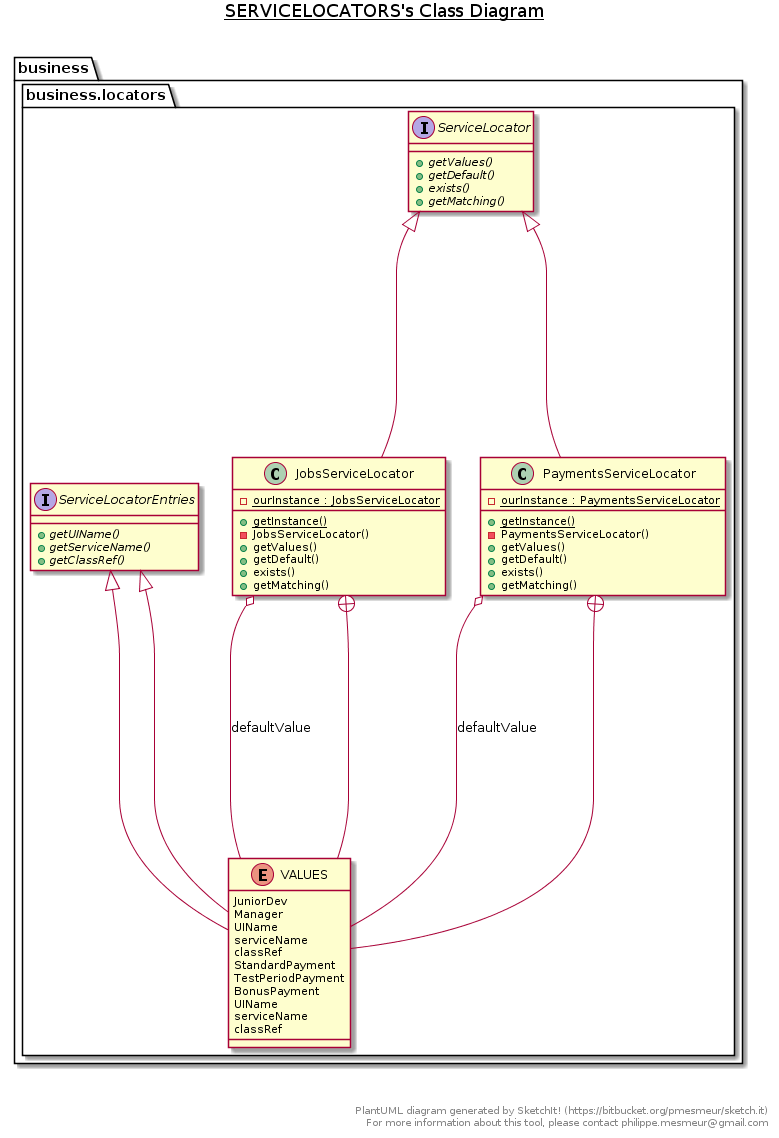 SERVICELOCATORS's Class Diagram
business
business.locators
I ServiceLocator
getValues()
getDefault()
exists()
getMatching()
I ServiceLocatorEntries
getUIName()
getServiceName()
getClassRef()
C JobsServiceLocator
ourInstance : JobsServiceLocator
getInstance()
JobsServiceLocator()
getValues()
getDefault()
exists()
getMatching()
C PaymentsServiceLocator
ourInstance : PaymentsServiceLocator
getInstance()
PaymentsServiceLocator()
getValues()
getDefault()
exists()
getMatching()
defaultValue
defaultValue
E VALUES
JuniorDev
Manager
UIName
serviceName
classRef
StandardPayment
TestPeriodPayment
BonusPayment
UIName
serviceName
classRef
PlantUML diagram generated by SketchIt! (https://bitbucket.org/pmesmeur/sketch.it)
For more information about this tool, please contact philippe.mesmeur@gmail.com